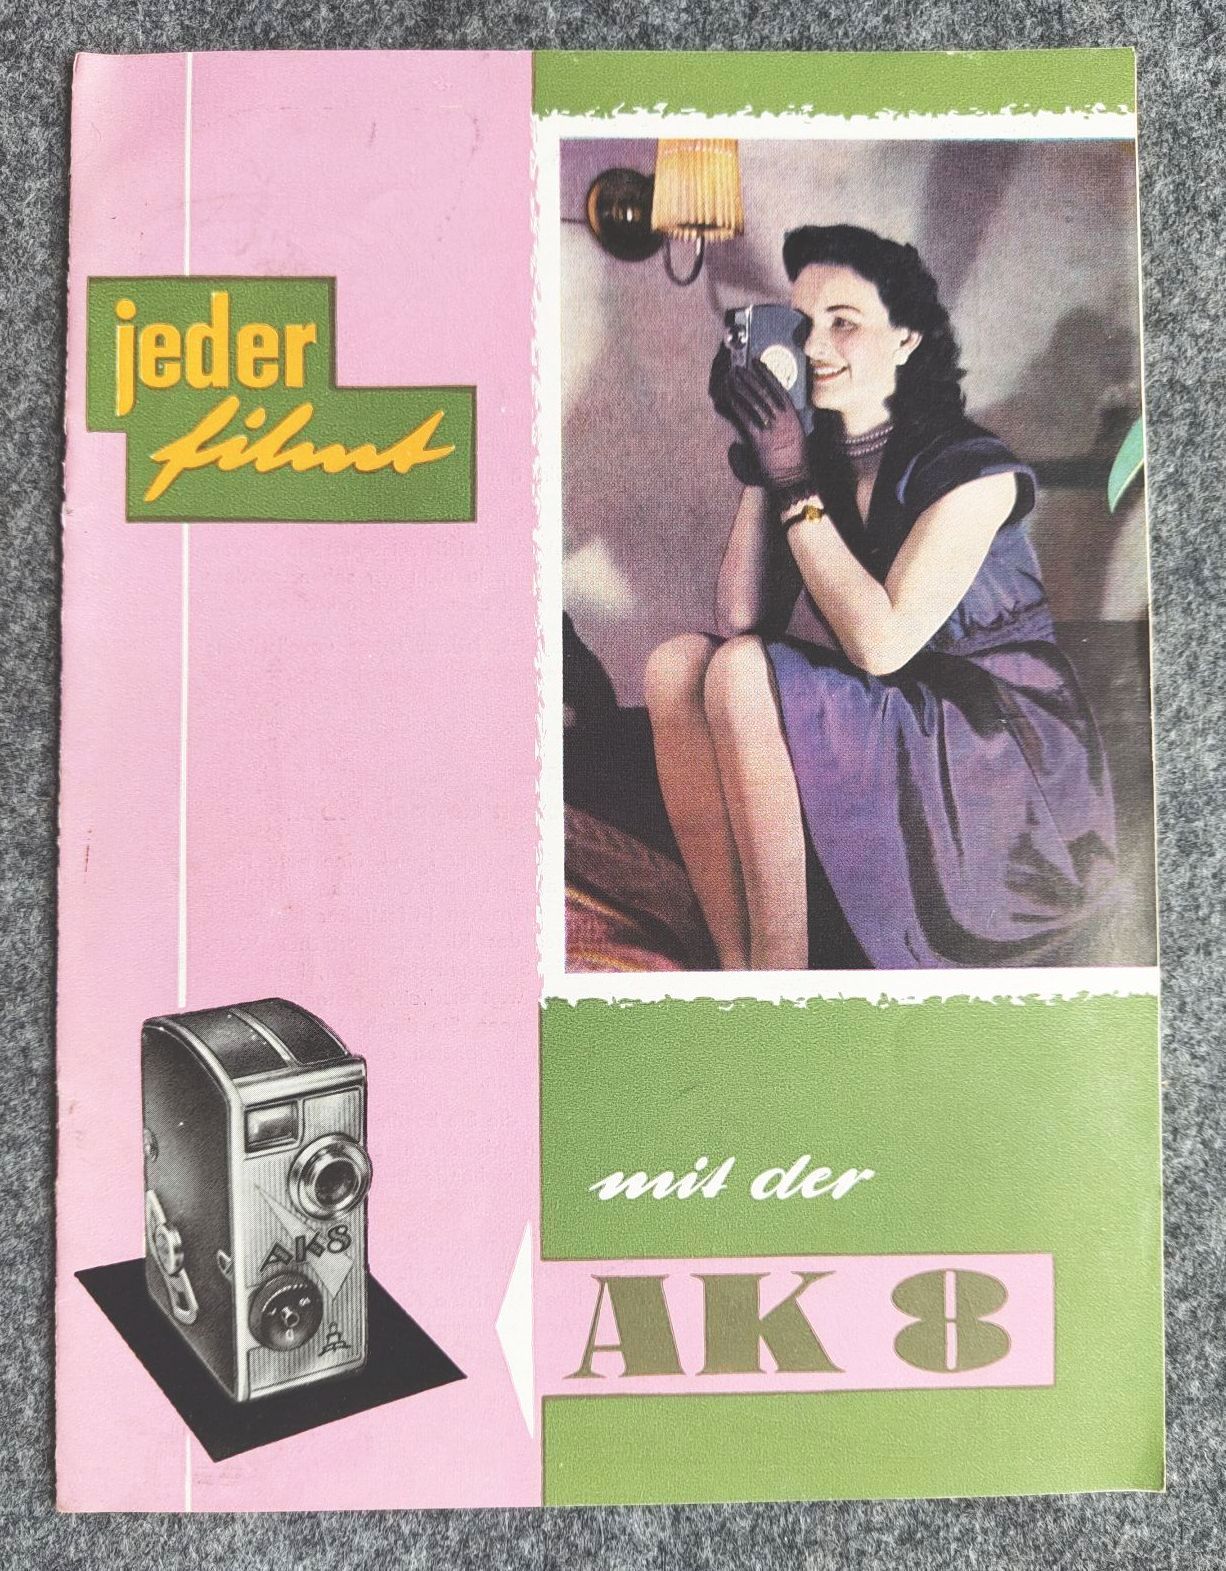 jeder
filmt
AK8
mit der
AK 8